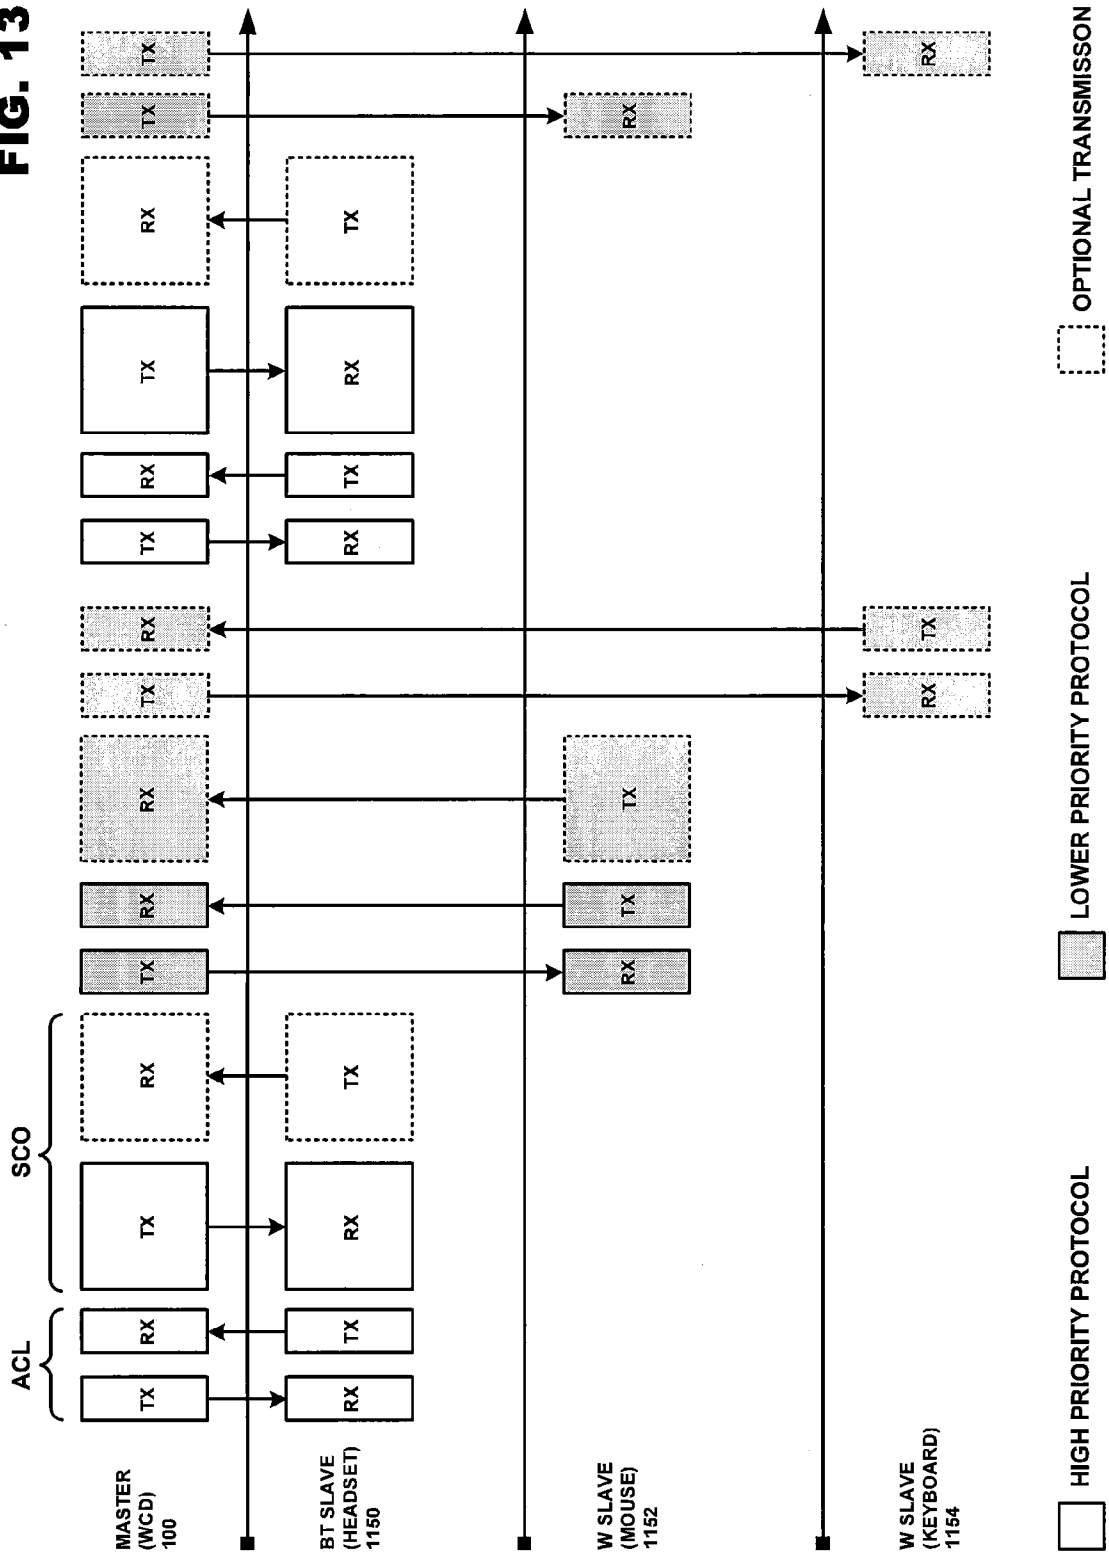 FIG. 13
ACL
SCO
MASTER
(WCD)
100
TX
RX
TX
RX
TX
RX
RX
TX
RX
TX
RX
TX
RX
TX
TX
BT SLAVE
(HEADSET)
1150
RX
TX
RX
TX
RX
TX
RX
TX
W SLAVE
(MOUSE)
1152
RX
TX
TX
RX
W SLAVE
(KEYBOARD)
1154
RX
TX
RX
HIGH PRIORITY PROTOCOL
LOWER PRIORITY PROTOCOL
OPTIONAL TRANSMISSON